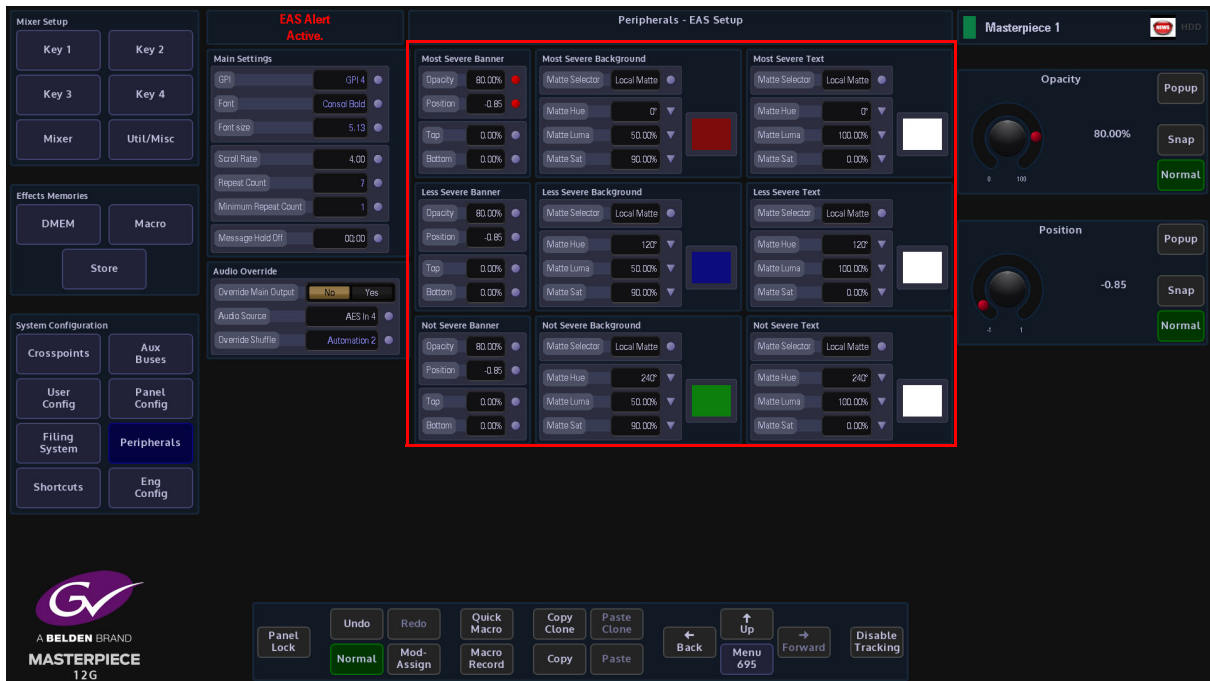 Mixer Setup
Key 1
Key 2
Key 3
Key 4
Mixer
Util/Misc
Effects Memories
DMEM
Macro
Store
System Configuration
Crosspoints
Aux
Buses
User
Config
Panel
Config
Filing
System
Peripherals
Shortcuts
Eng
Config
GV
A BELDEN BRAND
MASTERPIECE
12G
EAS Alert
Active.
Main Settings
GPI GPI 4
Font Consol Bold
Font size 5.13
Scroll Rate 4.00
Repeat Count 7
Minimum Repeat Count 1
Message Hold Off 00:00
Audio Override
Override Main Output No Yes
Audio Source AES In 4
Override Shuffle Automation 2
Peripherals - EAS Setup
Most Severe Banner
Opacity 80.00%
Position -0.85
Top 0.00%
Bottom 0.00%
Most Severe Background
Matte Selector Local Matte
Matte Hue 0°
Matte Luma 50.00%
Matte Sat 90.00%
Most Severe Text
Matte Selector Local Matte
Matte Hue 0°
Matte Luma 100.00%
Matte Sat 0.00%
Less Severe Banner
Opacity 80.00%
Position -0.85
Top 0.00%
Bottom 0.00%
Less Severe Background
Matte Selector Local Matte
Matte Hue 120°
Matte Luma 50.00%
Matte Sat 90.00%
Less Severe Text
Matte Selector Local Matte
Matte Hue 120°
Matte Luma 100.00%
Matte Sat 0.00%
Not Severe Banner
Opacity 80.00%
Position -0.85
Top 0.00%
Bottom 0.00%
Not Severe Background
Matte Selector Local Matte
Matte Hue 240°
Matte Luma 50.00%
Matte Sat 90.00%
Not Severe Text
Matte Selector Local Matte
Matte Hue 240°
Matte Luma 100.00%
Matte Sat 0.00%
Masterpiece 1
NEWS
HDD
Opacity
80.00%
0 100
Popup
Snap
Normal
Position
-0.85
-1 1
Popup
Snap
Normal
Panel
Lock
Undo
Redo
Normal
Mod-
Assign
Quick
Macro
Macro
Record
Copy
Clone
Paste
Clone
Copy
Paste
Back
Up
Menu
695
Forward
Disable
Tracking